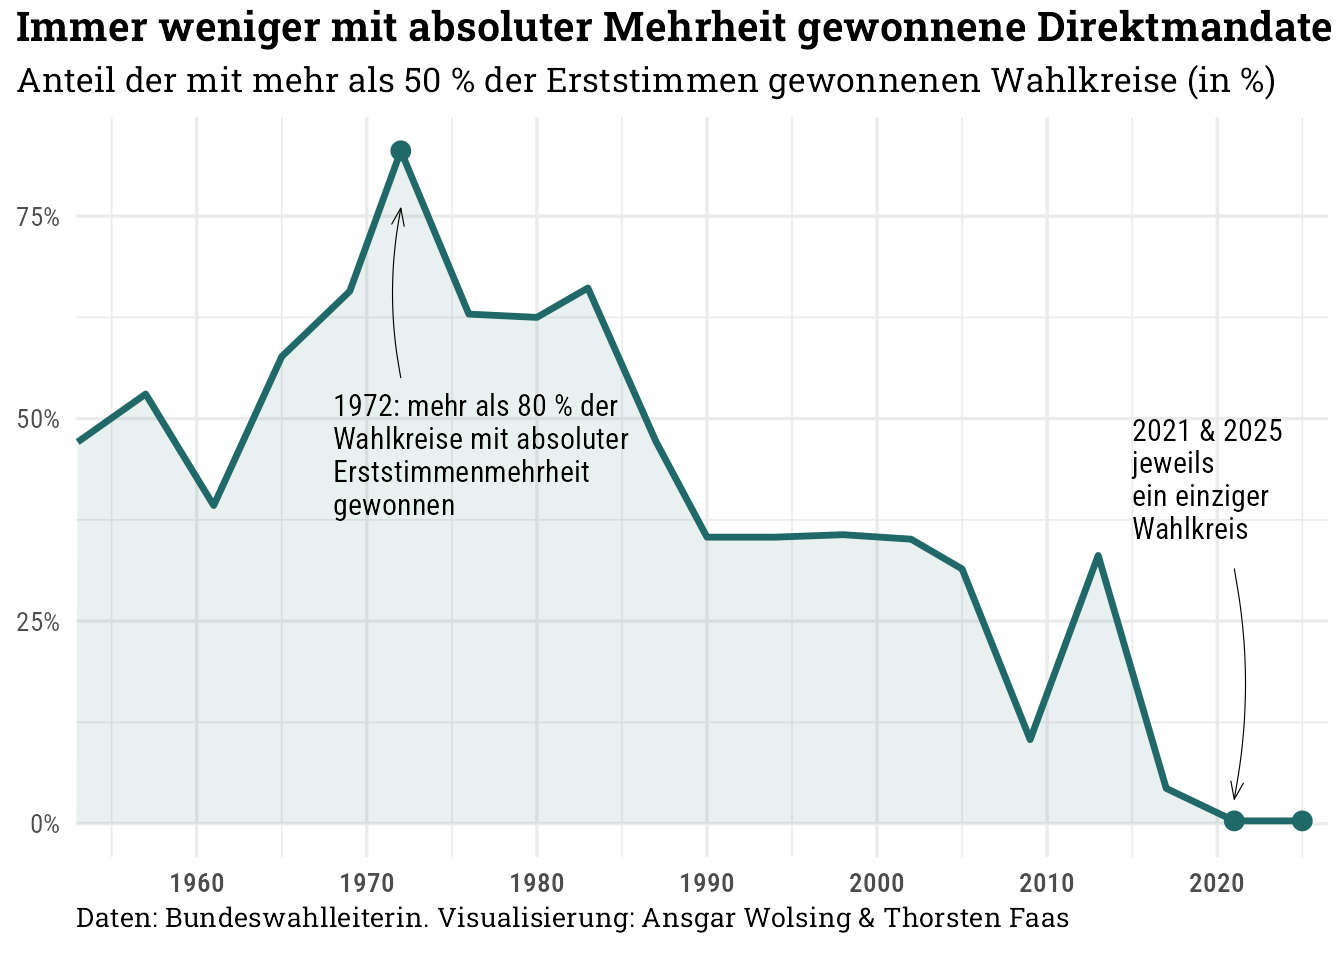 Immer weniger mit absoluter Mehrheit gewonnene Direktmandate
Anteil der mit mehr als 50 % der Erststimmen gewonnenen Wahlkreise (in %)
75%
50%
25%
0%
1972: mehr als 80 % der
Wahlkreise mit absoluter
Erststimmenmehrheit
gewonnen
2021 & 2025
jeweils
ein einziger
Wahlkreis
1960 1970 1980 1990 2000 2010 2020
Daten: Bundeswahlleiterin. Visualisierung: Ansgar Wolsing & Thorsten Faas